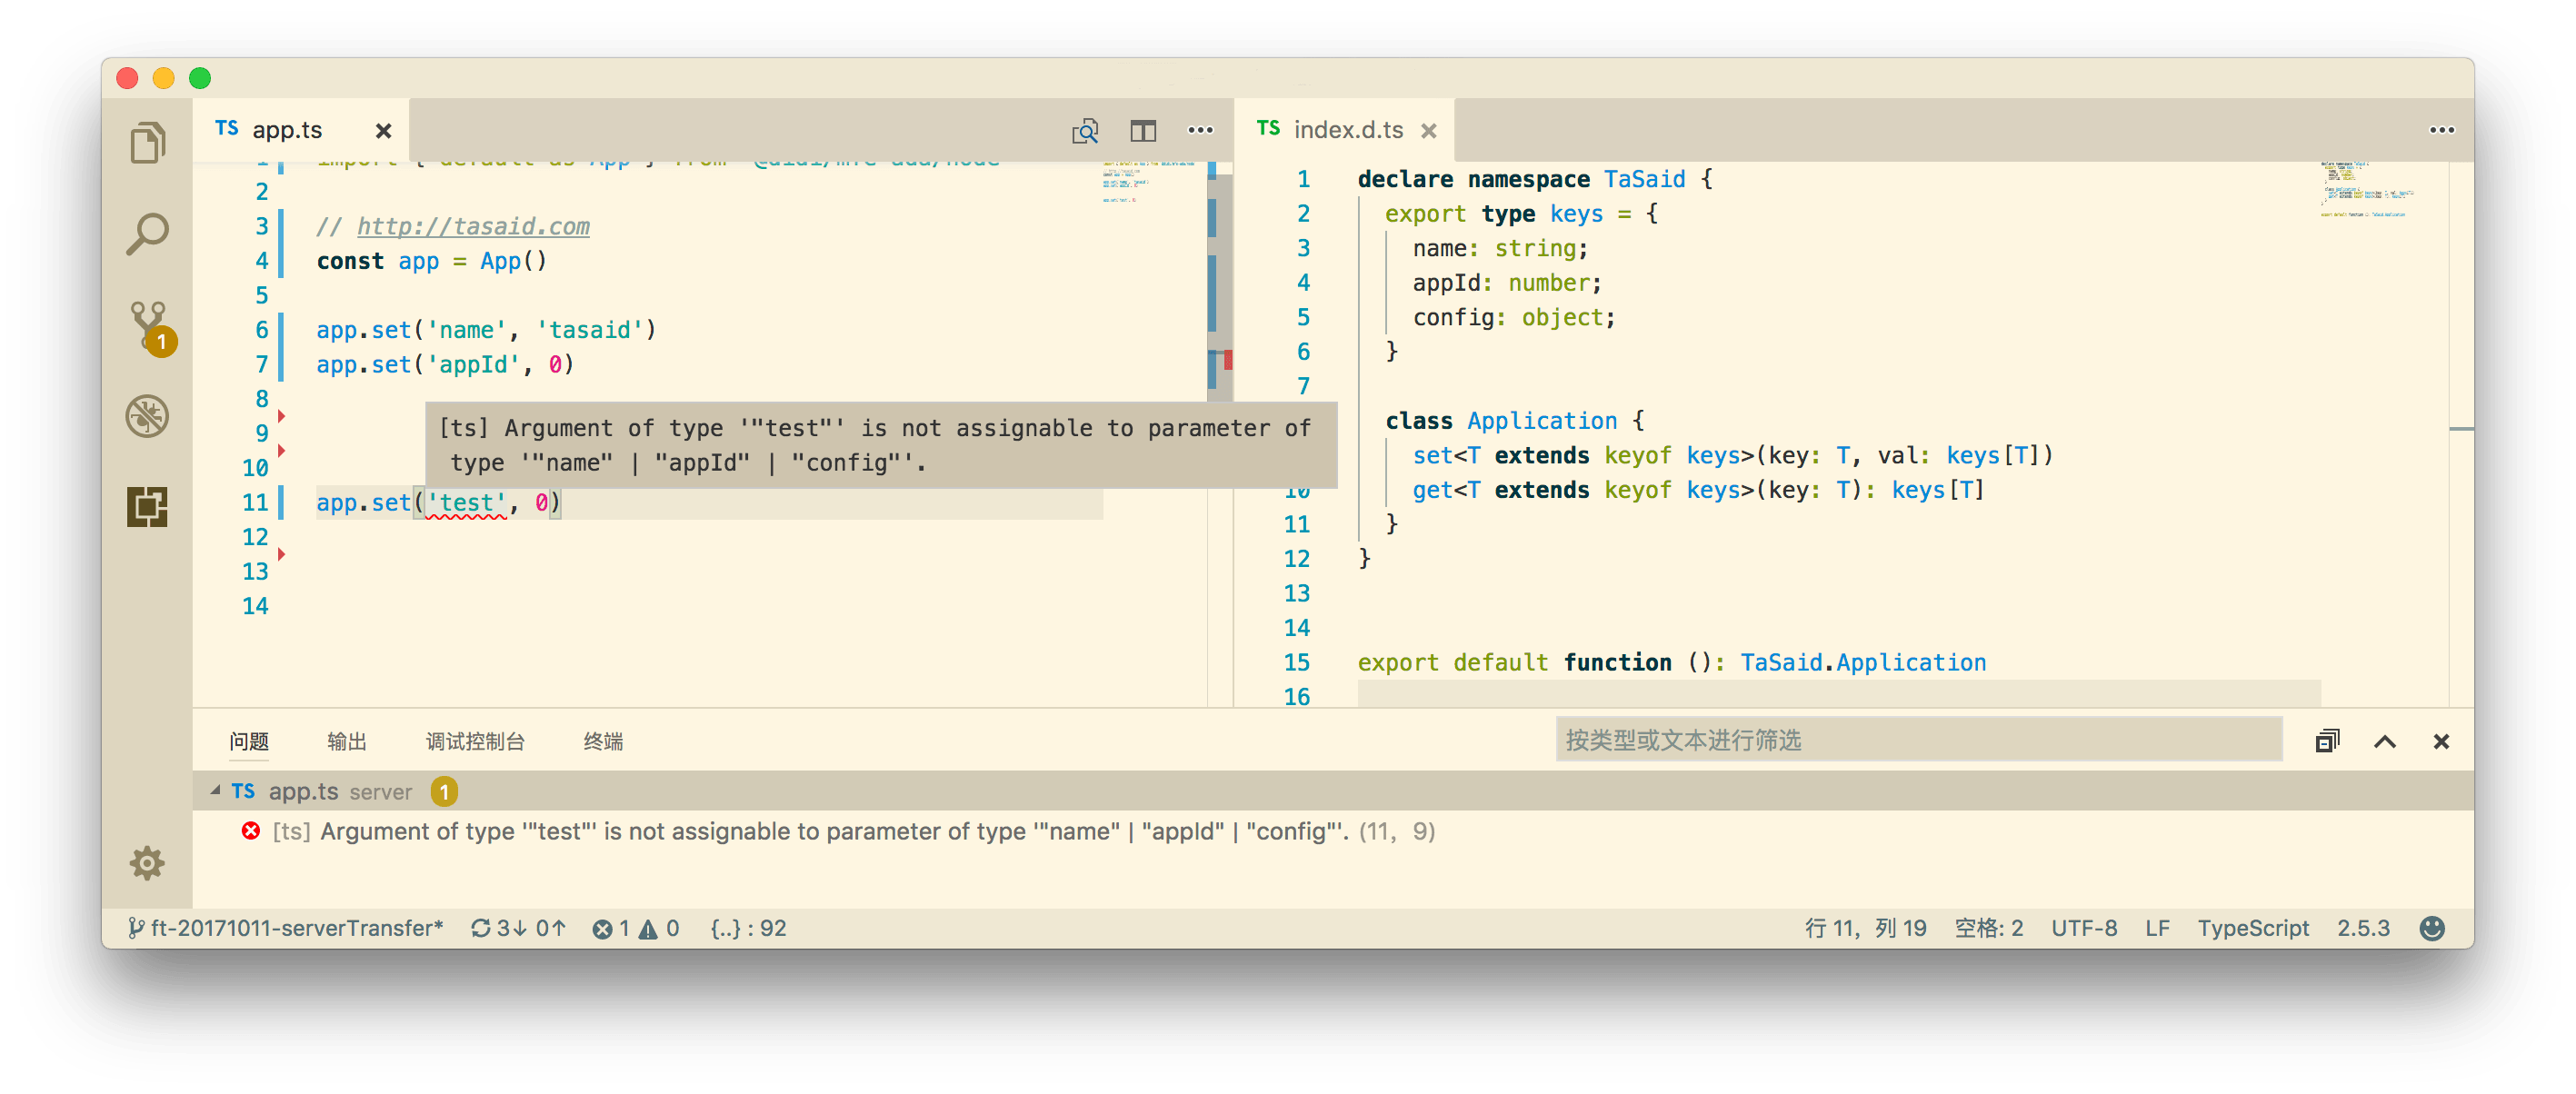 TS app.ts
1
2
3 // http://tasaid.com
4 const app = App()
5
6 app.set('name', 'tasaid')
7 app.set('appId', 0)
8
9
10
11 app.set('test', 0)
12
13
14
[ts] Argument of type '"test"' is not assignable to parameter of
type '"name" | "appId" | "config"'.
TS index.d.ts
1 declare namespace TaSaid {
2 export type keys = {
3 name: string;
4 appId: number;
5 config: object;
6 }
7
class Application {
set<T extends keyof keys>(key: T, val: keys[T])
10 get<T extends keyof keys>(key: T): keys[T]
11 }
12 }
13
14
15 export default function (): TaSaid.Application
16
问题 输出 调试控制台 终端 按类型或文本进行筛选
TS app.ts server 1
[ts] Argument of type '"test"' is not assignable to parameter of type '"name" | "appId" | "config"'. (11, 9)
ft-20171011-serverTransfer* 3↓ 0↑ 1 0 {..} : 92 行 11, 列 19 空格: 2 UTF-8 LF TypeScript 2.5.3